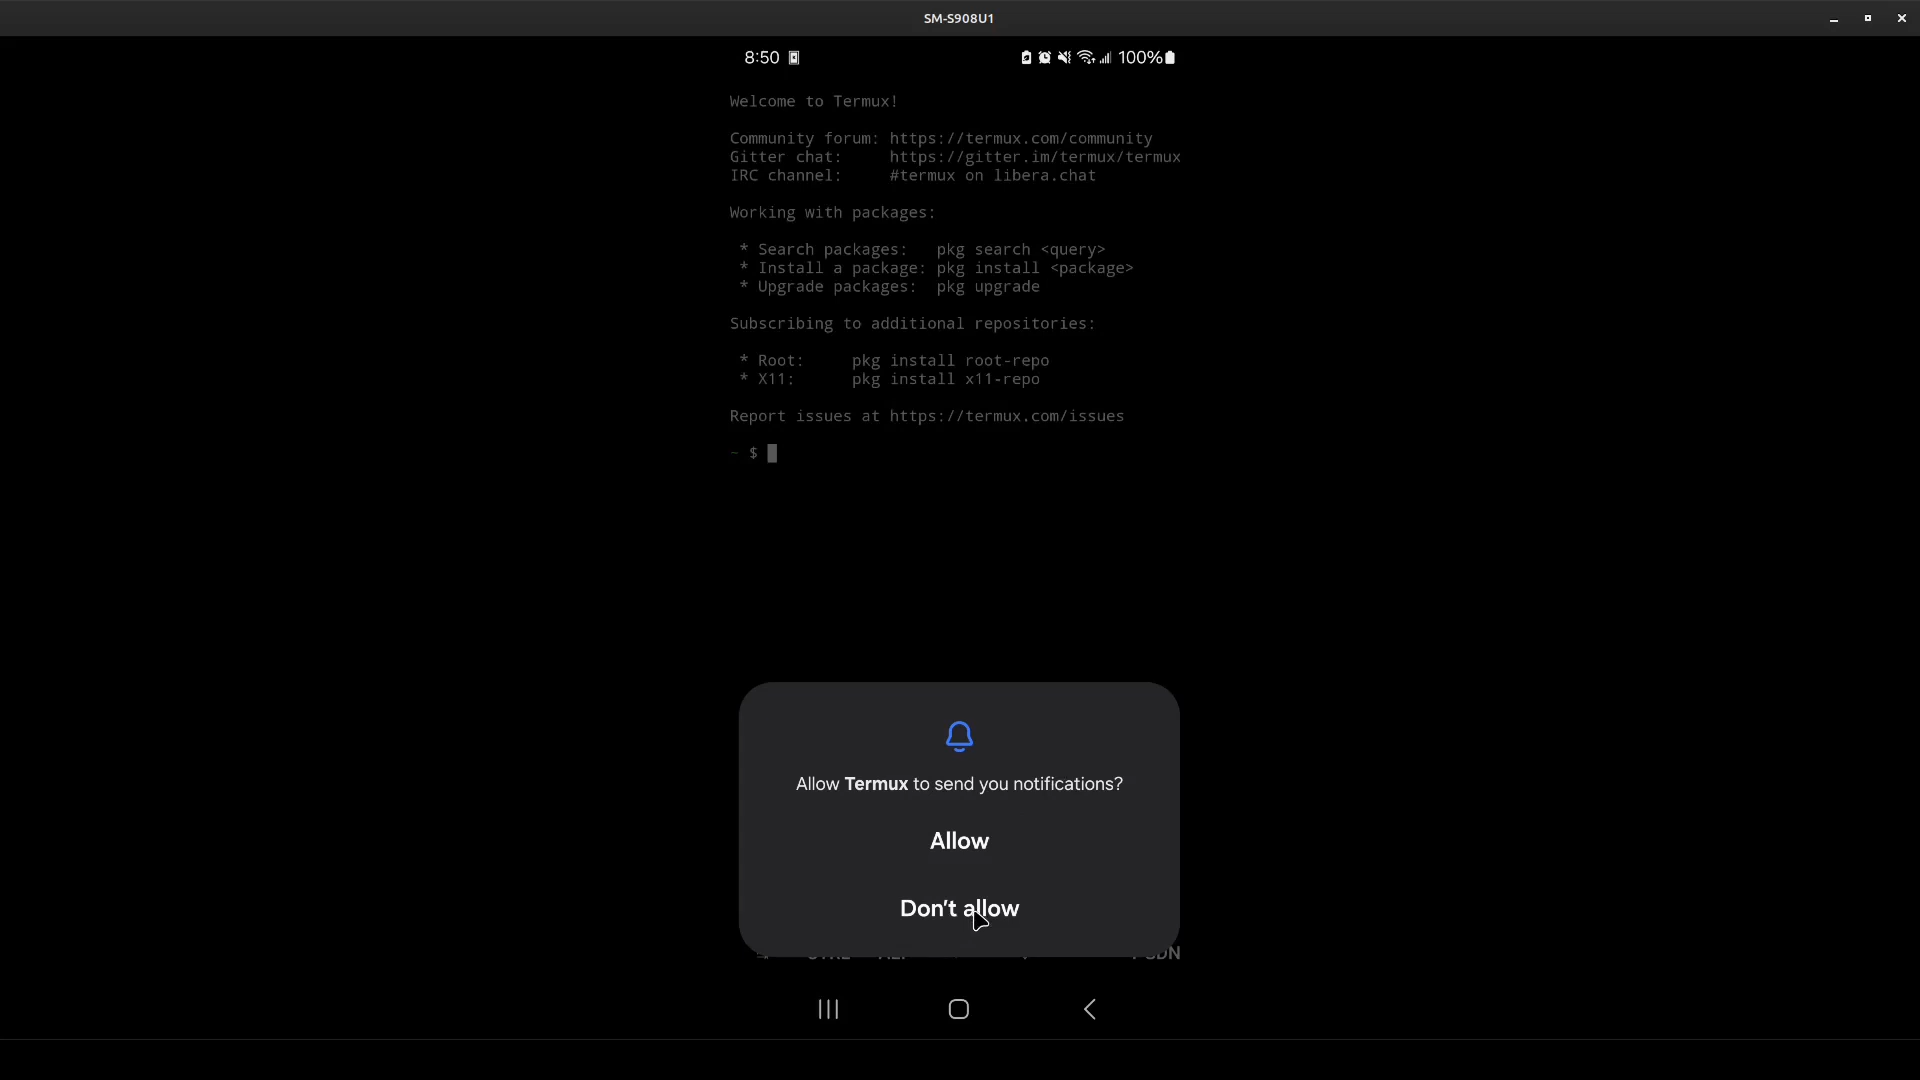 SM-S908U1
8:50 100%
Welcome to Termux!
Community forum: https://termux.com/community
Gitter chat: https://gitter.im/termux/termux
IRC channel: #termux on libera.chat
Working with packages:
* Search packages: pkg search <query>
* Install a package: pkg install <package>
* Upgrade packages: pkg upgrade
Subscribing to additional repositories:
* Root: pkg install root-repo
* X11: pkg install x11-repo
Report issues at https://termux.com/issues
~ $
Allow Termux to send you notifications?
Allow
Don't allow